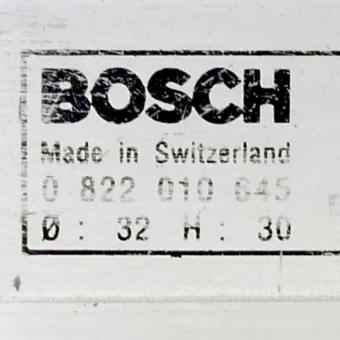 BOSCH
Made in Switzerland
0 822 010 645
Ø : 32 H : 30